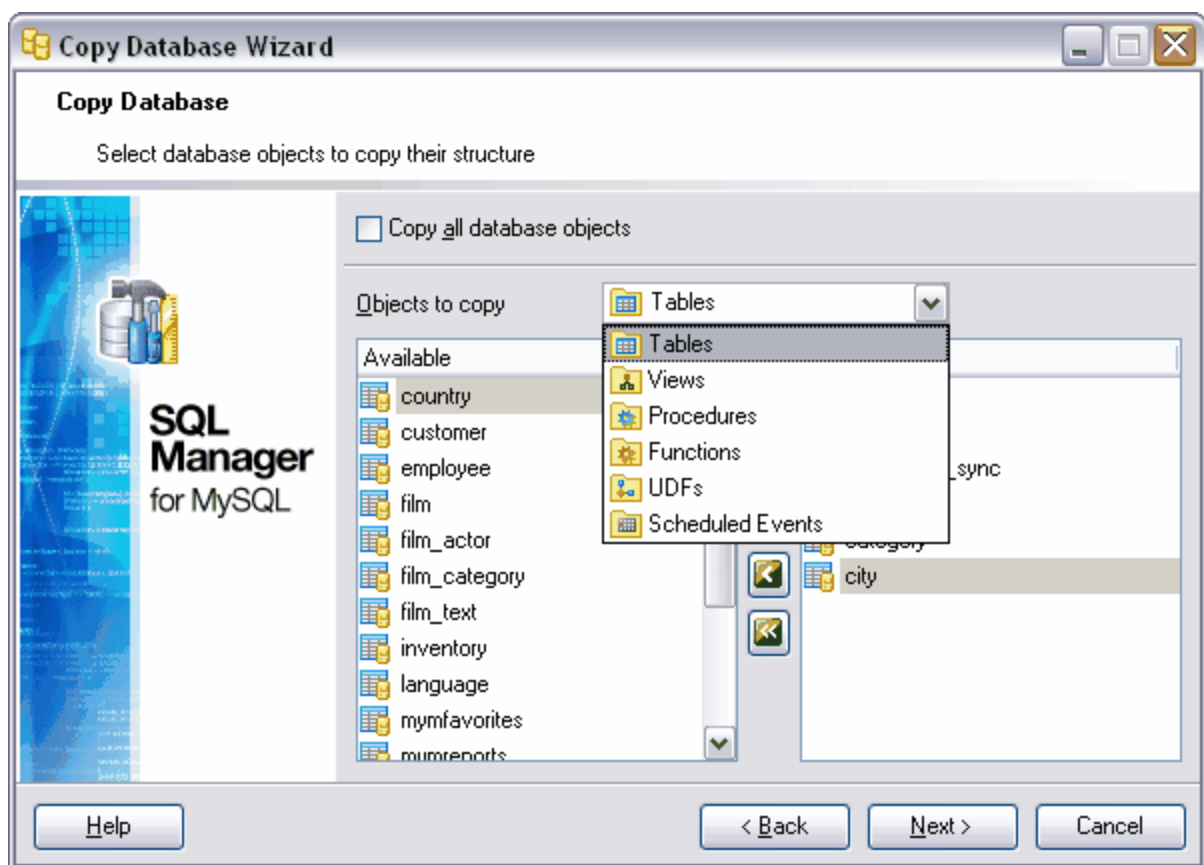 Copy Database Wizard
Copy Database
Select database objects to copy their structure
Copy all database objects
Objects to copy
Tables
Tables
Views
Procedures
Functions
UDFs
Scheduled Events
Available
country
customer
employee
film
film_actor
film_category
film_text
inventory
language
mymfavorites
mymreports
_sync
category
city
SQL
Manager
for MySQL
Help
< Back
Next >
Cancel